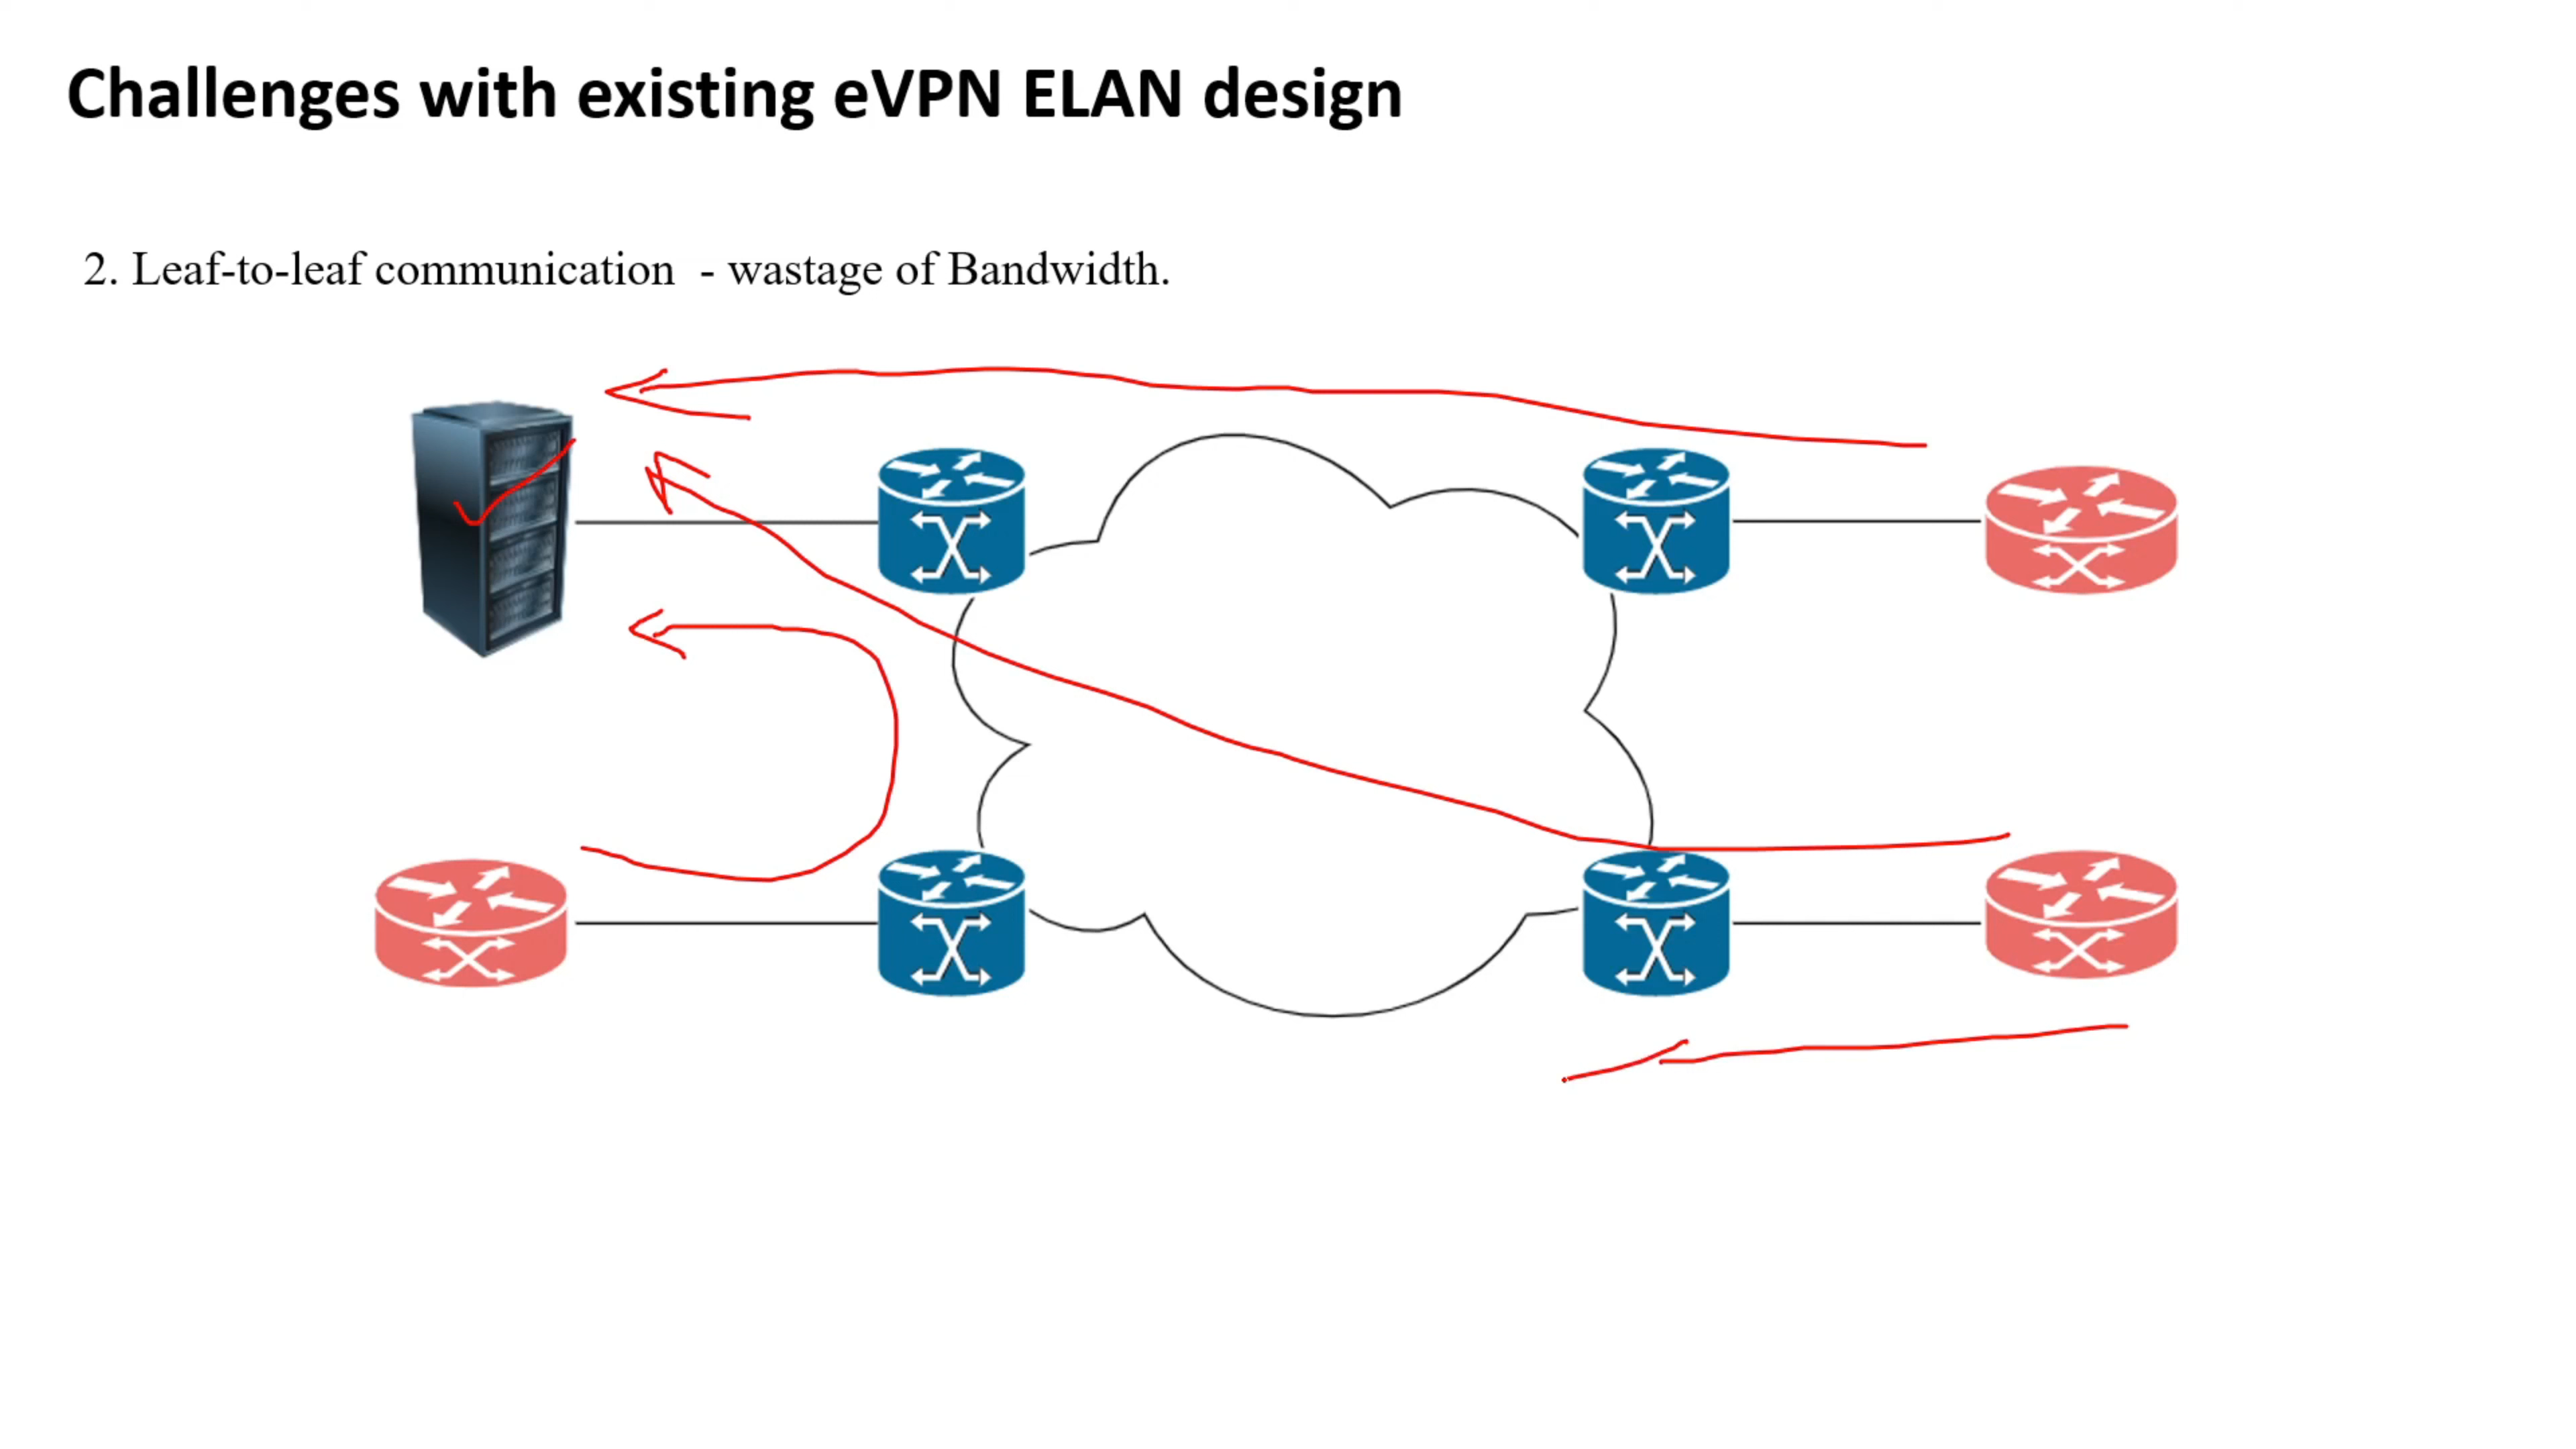 Challenges with existing eVPN ELAN design
2. Leaf-to-leaf communication  - wastage of Bandwidth.